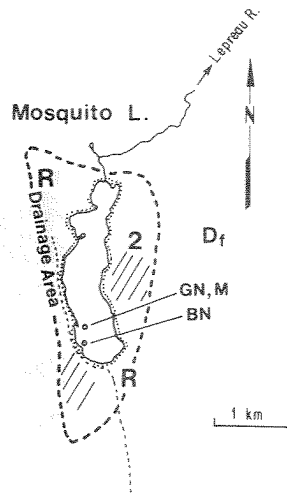 Lepreau R.
Mosquito L.
N
R
Drainage Area
2
Df
GN, M
BN
R
1 km